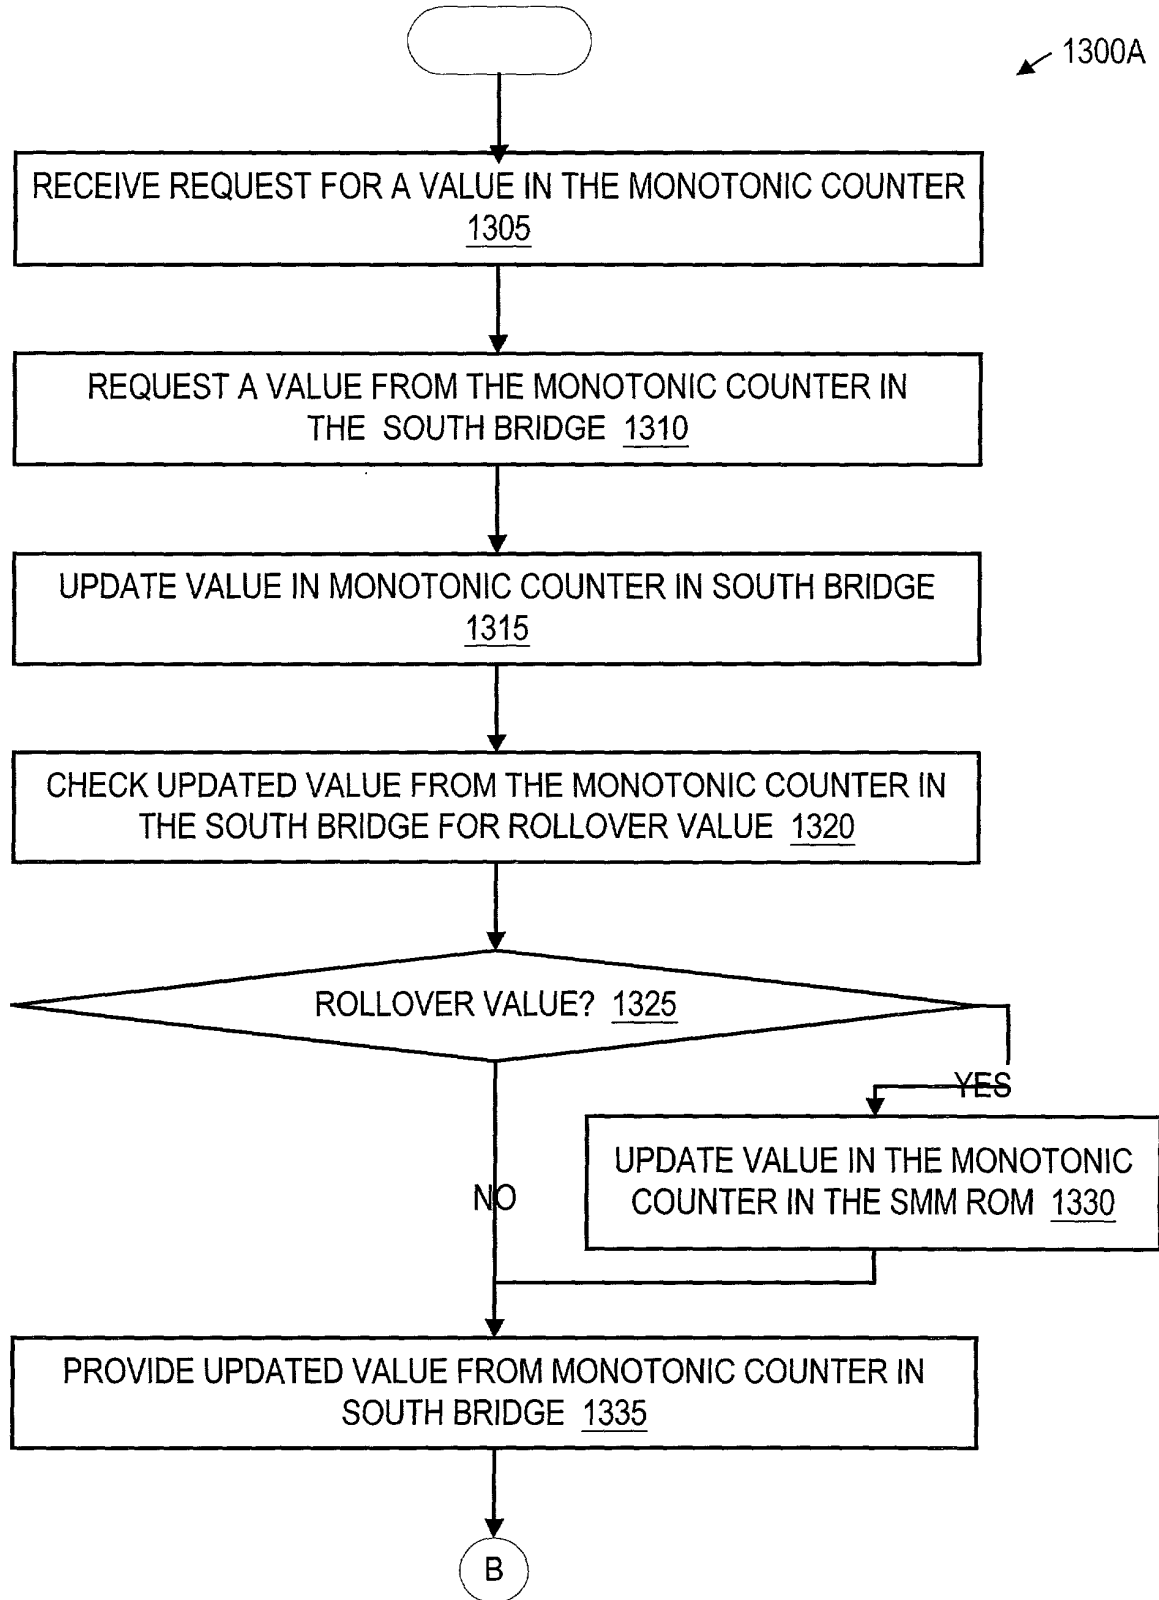 1300A
RECEIVE REQUEST FOR A VALUE IN THE MONOTONIC COUNTER
1305
REQUEST A VALUE FROM THE MONOTONIC COUNTER IN
THE SOUTH BRIDGE 1310
UPDATE VALUE IN MONOTONIC COUNTER IN SOUTH BRIDGE
1315
CHECK UPDATED VALUE FROM THE MONOTONIC COUNTER IN
THE SOUTH BRIDGE FOR ROLLOVER VALUE 1320
ROLLOVER VALUE? 1325
YES
UPDATE VALUE IN THE MONOTONIC
COUNTER IN THE SMM ROM 1330
NO
PROVIDE UPDATED VALUE FROM MONOTONIC COUNTER IN
SOUTH BRIDGE 1335
B